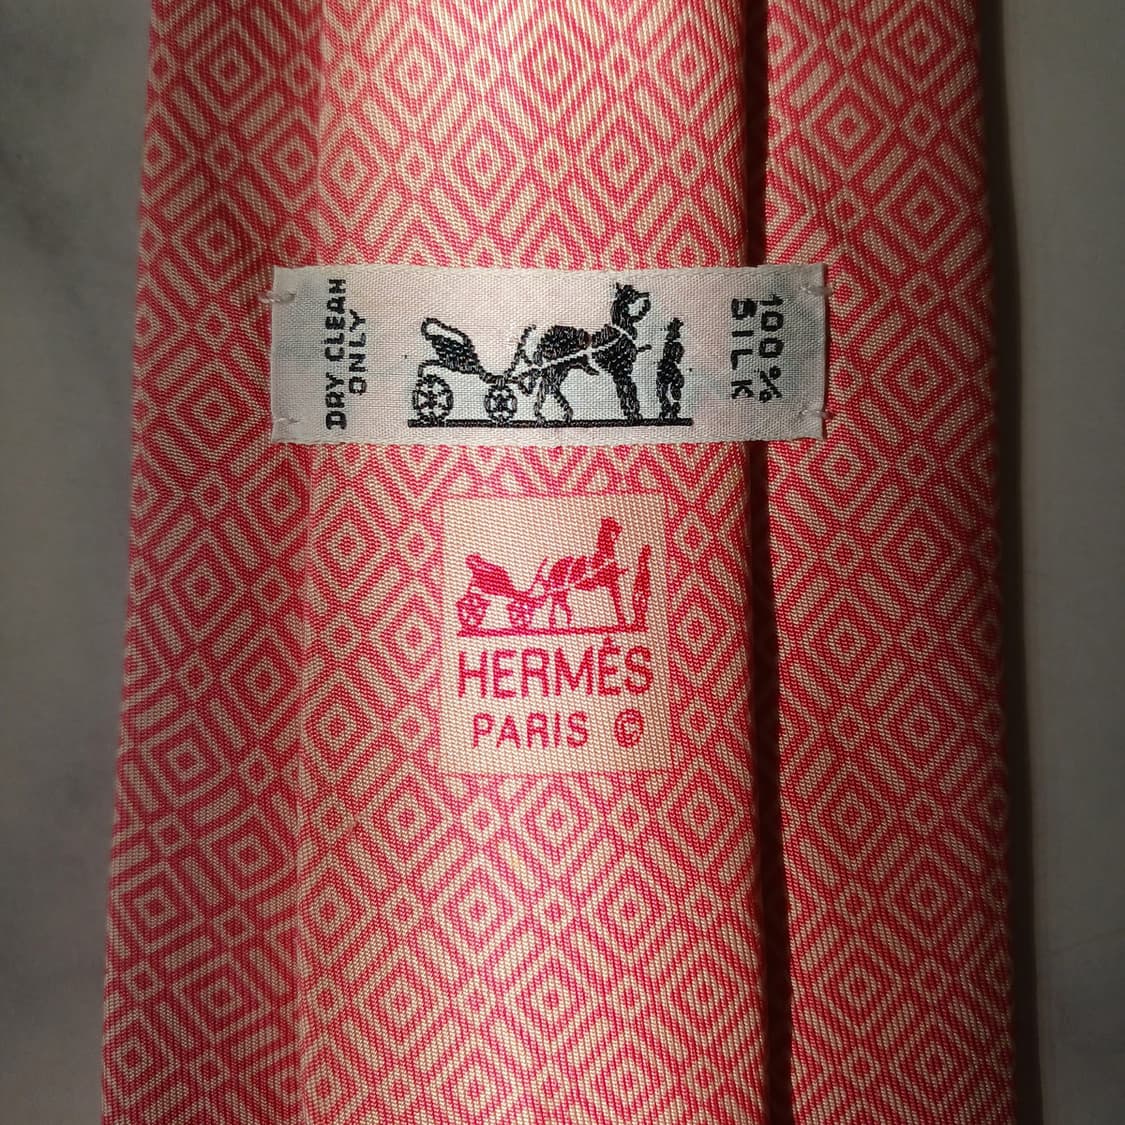 DRY CLEAN
ONLY
100%
SILK
HERMÈS
PARIS ©